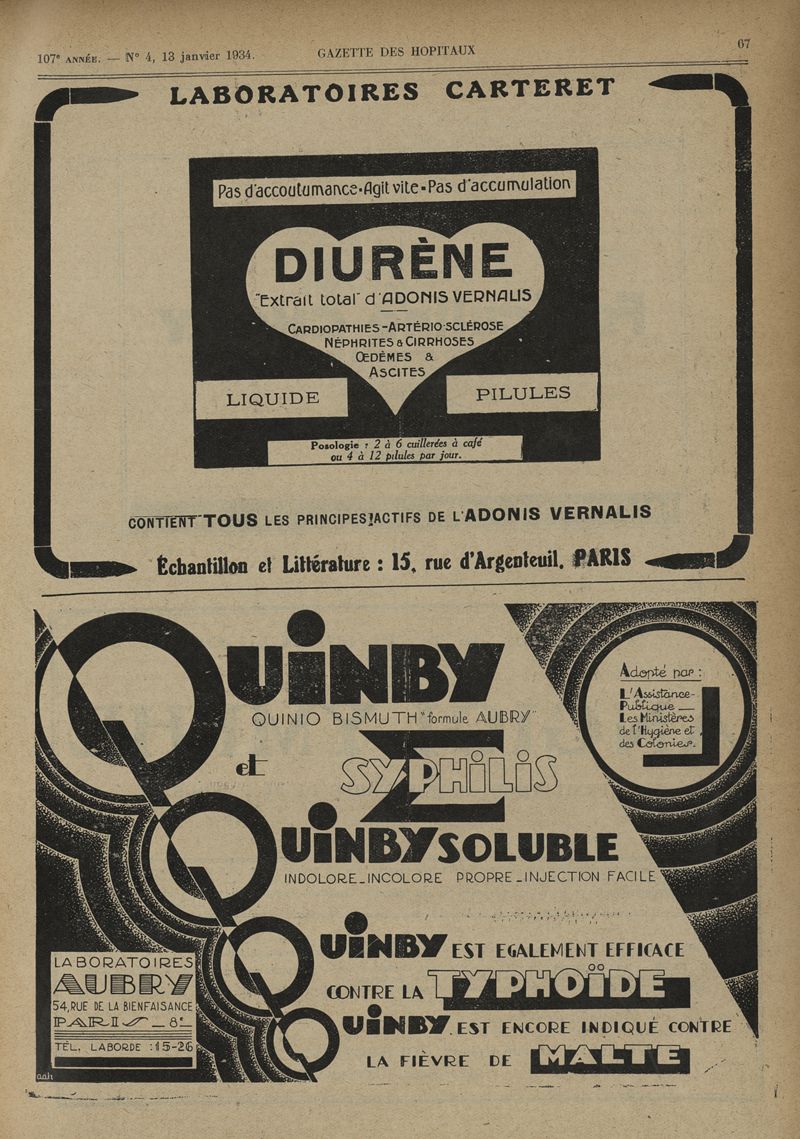 107e ANNÉE. — N° 4, 13 janvier 1934.
GAZETTE DES HOPITAUX
67
LABORATOIRES CARTERET
Pas d'accoutumance-Agit vite-Pas d'accumulation
DIURÈNE
"Extrait total" d'ADONIS VERNALIS
CARDIOPATHIES-ARTÉRIO-SCLÉROSE
NÉPHRITES & CIRRHOSES
ŒDÈMES &
ASCITES
LIQUIDE
PILULES
Posologie : 2 à 6 cuillerées à café
ou 4 à 12 pilules par jour.
CONTIENT TOUS LES PRINCIPES ACTIFS DE L'ADONIS VERNALIS
Échantillon et Littérature : 15, rue d'Argenteuil. PARIS
QUINBY
QUINIO BISMUTH "formule AUBRY"
Adopté par :
L'Assistance-
Publique —
Les Ministères
de l'Hygiène et
des Colonies.
et
Σ
SYPHILIS
QUINBY SOLUBLE
INDOLORE_INCOLORE PROPRE_INJECTION FACILE
QUINBY EST EGALEMENT EFFICACE
CONTRE LA TYPHOÏDE
QUINBY. EST ENCORE INDIQUÉ CONTRE
LA FIÈVRE DE MALTE
LABORATOIRES
AUBRY
54, RUE DE LA BIENFAISANCE
PARIS _ 8e
TÉL. LABORDE : 15-26
aah